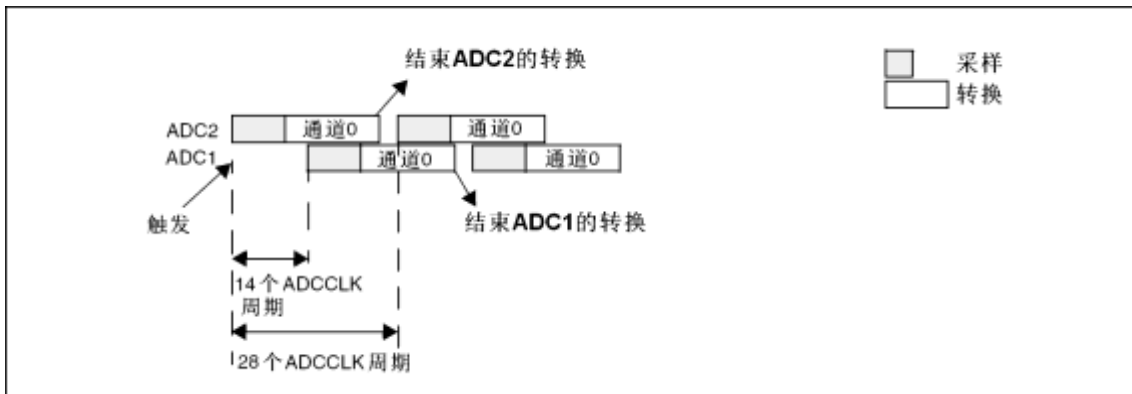 结束ADC2的转换
采样
转换
ADC2 通道0 通道0
ADC1 通道0 通道0
触发
结束ADC1的转换
14个ADCCLK
周期
28个ADCCLK周期